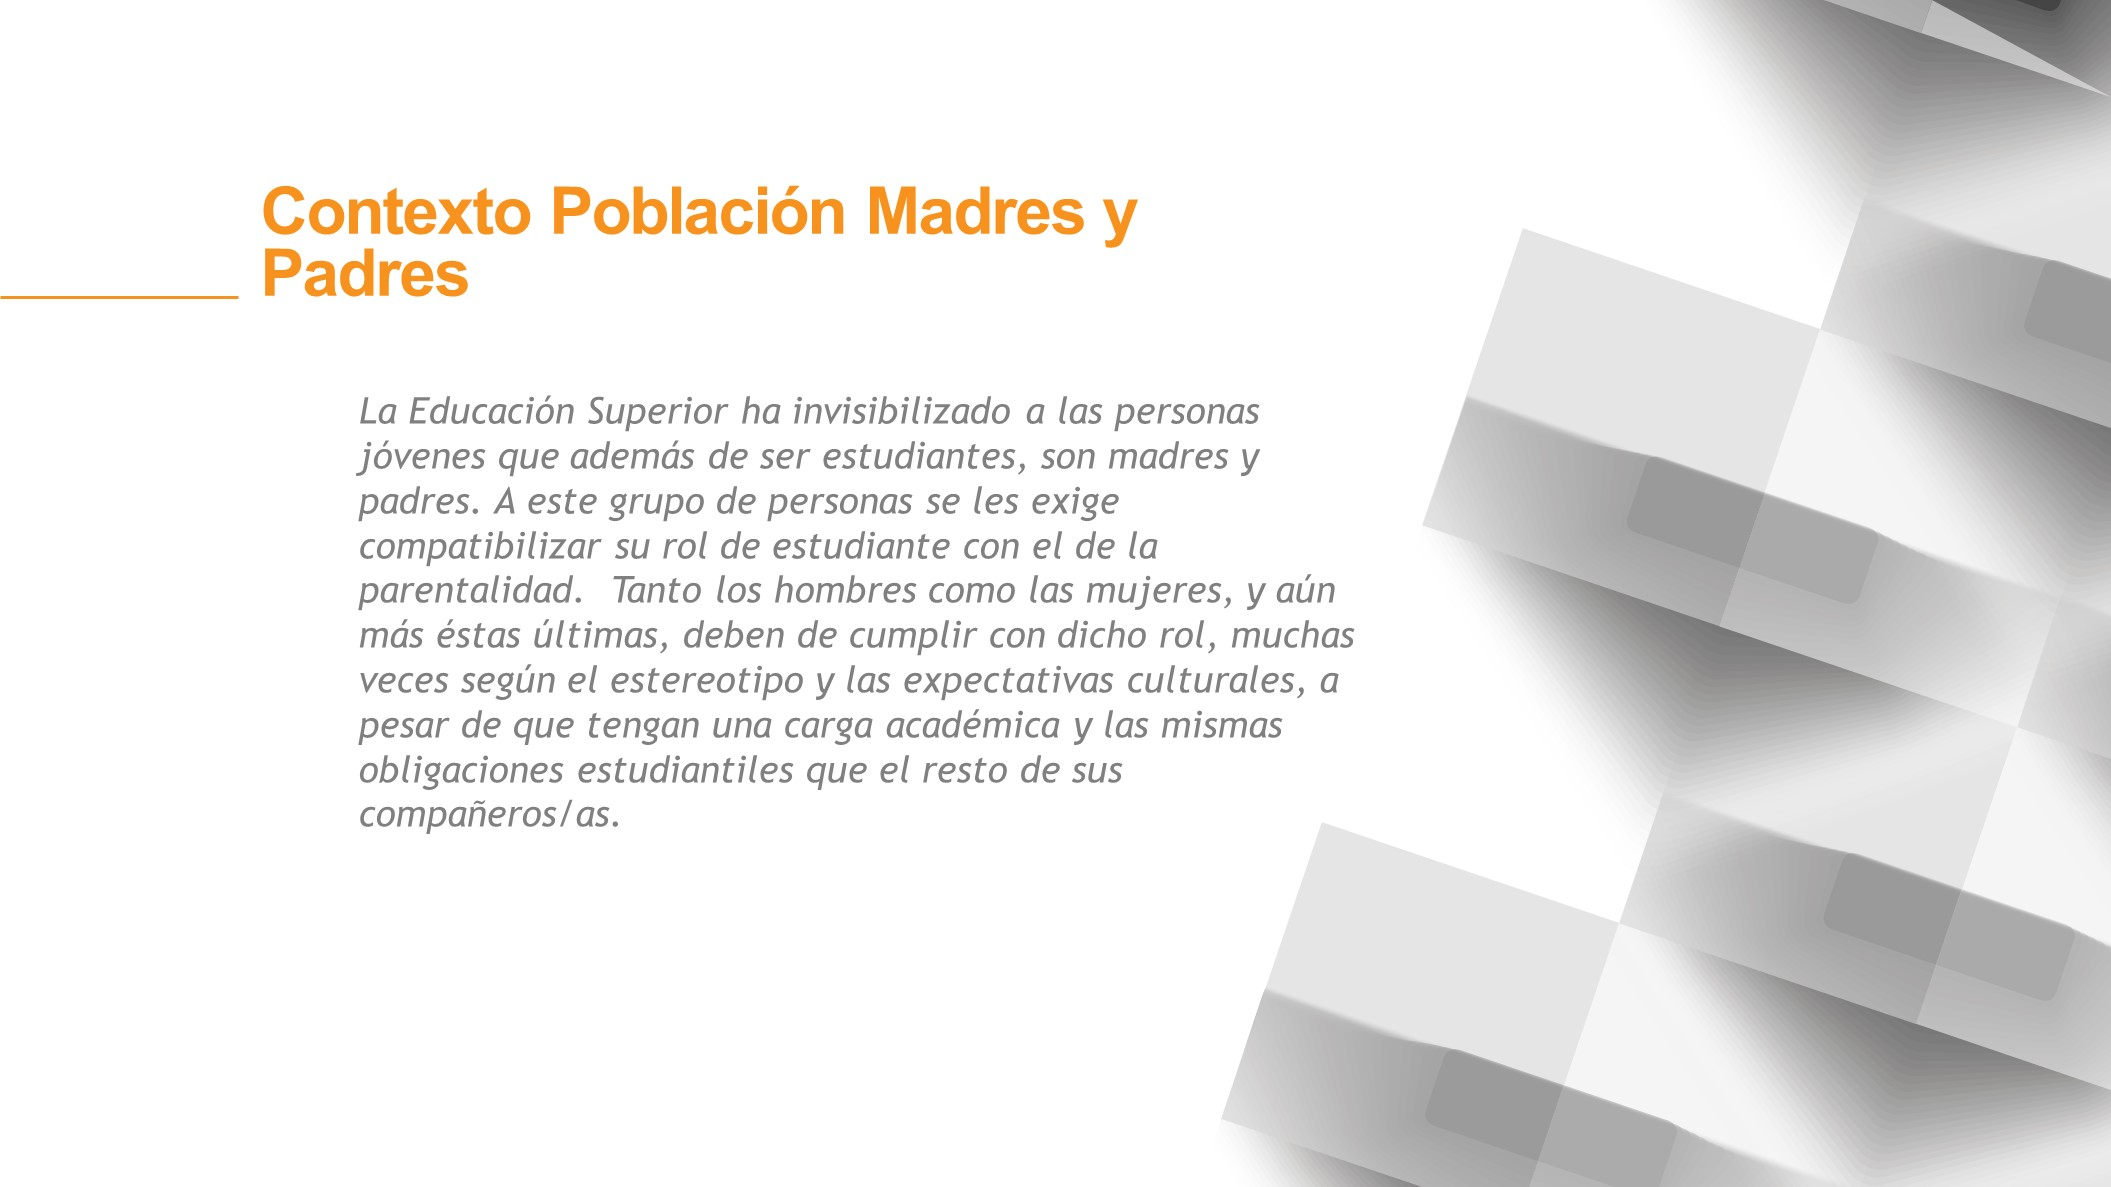 Contexto Población Madres y
Padres
La Educación Superior ha invisibilizado a las personas
jóvenes que además de ser estudiantes, son madres y
padres. A este grupo de personas se les exige
compatibilizar su rol de estudiante con el de la
parentalidad.  Tanto los hombres como las mujeres, y aún
más éstas últimas, deben de cumplir con dicho rol, muchas
veces según el estereotipo y las expectativas culturales, a
pesar de que tengan una carga académica y las mismas
obligaciones estudiantiles que el resto de sus
compañeros/as.